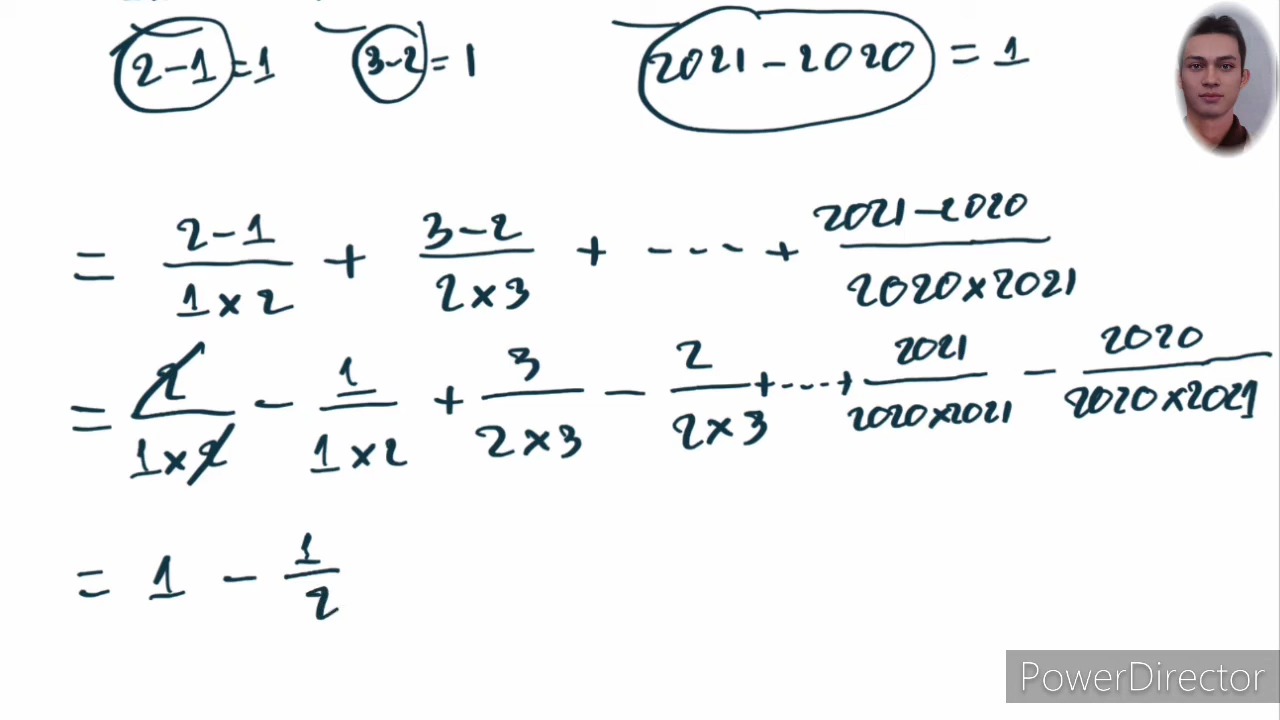 2-1=1 3-2=1 2021-2020=1
= 2-1/1×2 + 3-2/2×3 + ---- + 2021-2020/2020×2021
= 2/1×2 - 1/1×2 + 3/2×3 - 2/2×3 +----+ 2021/2020×2021 - 2020/2020×2021
= 1 - 1/2
PowerDirector